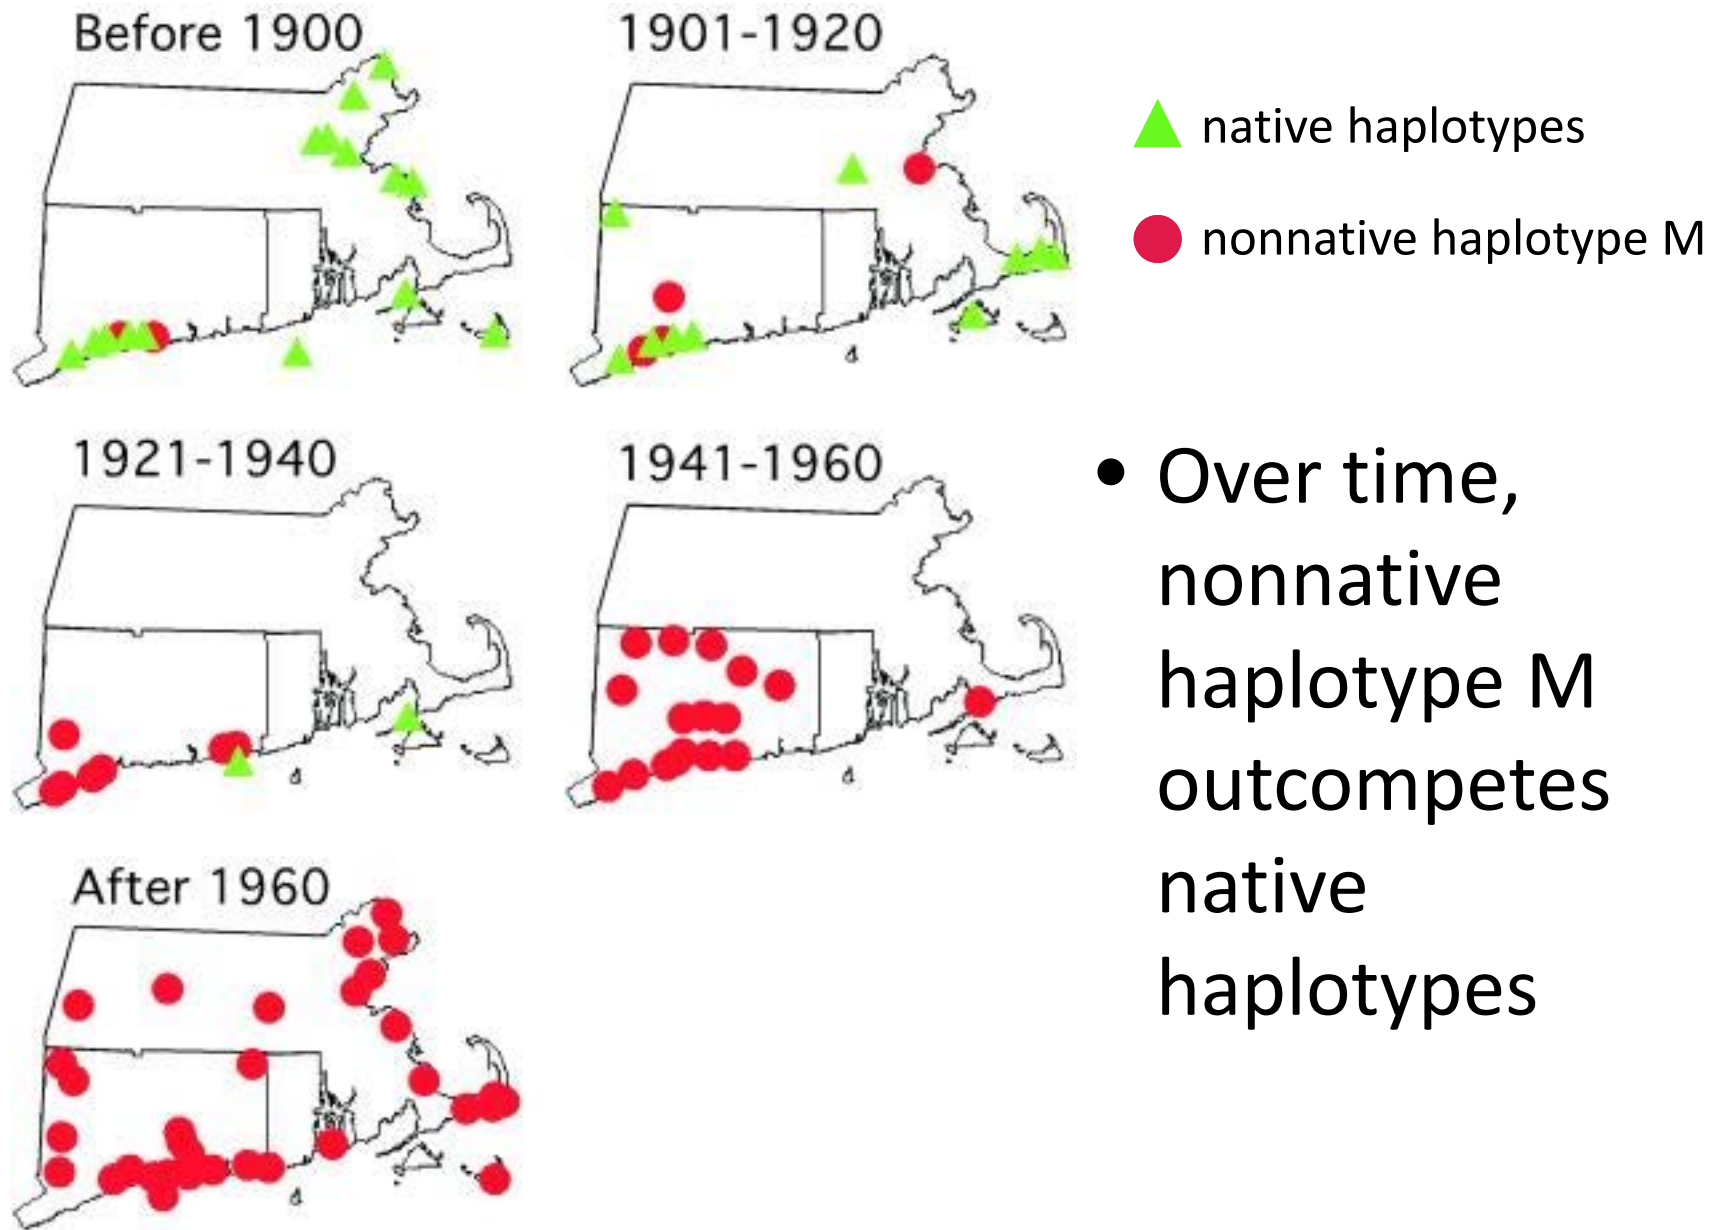 Before 1900
1901-1920
native haplotypes
nonnative haplotype M
1921-1940
1941-1960
After 1960
• Over time,
nonnative
haplotype M
outcompetes
native
haplotypes